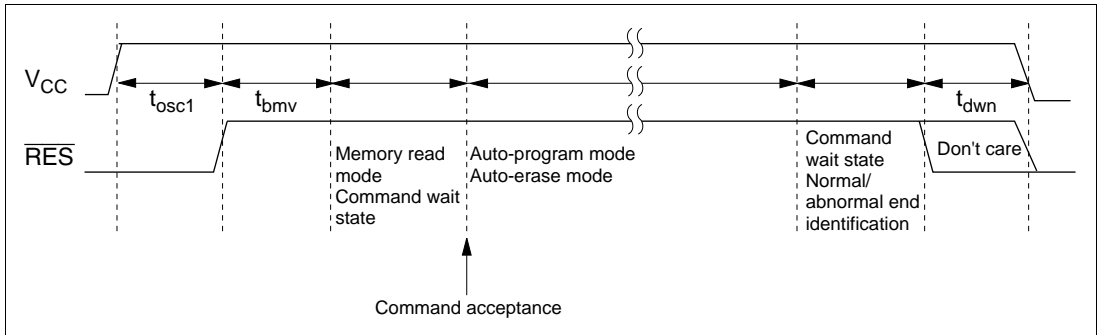 VCC
tosc1
tbmv
tdwn
RES
Memory read
mode
Command wait
state
Auto-program mode
Auto-erase mode
Command
wait state
Normal/
abnormal end
identification
Don't care
Command acceptance